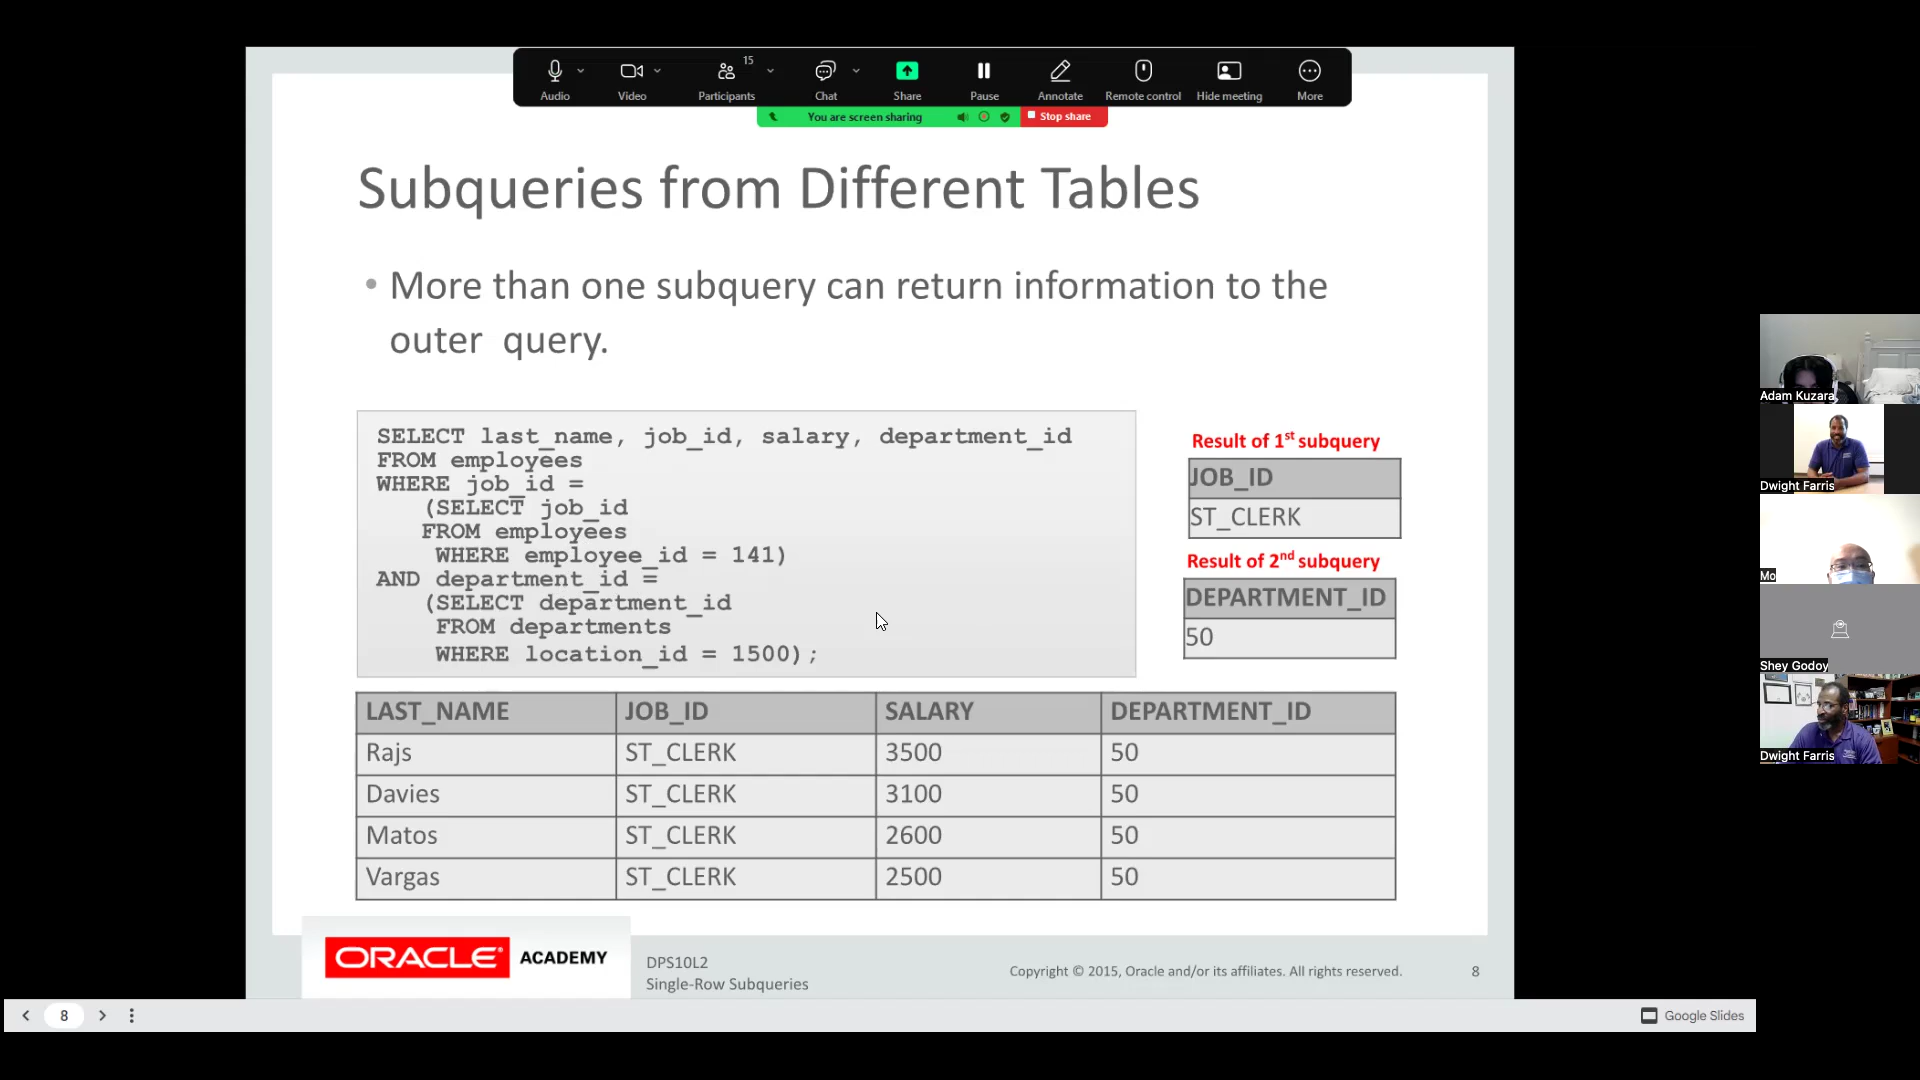 15
Audio
Video
Participants
Chat
Share
Pause
Annotate
Remote control
Hide meeting
More
You are screen sharing
Stop share
Subqueries from Different Tables
• More than one subquery can return information to the
outer query.
SELECT last_name, job_id, salary, department_id
FROM employees
WHERE job_id =
(SELECT job_id
FROM employees
WHERE employee_id = 141)
AND department_id =
(SELECT department_id
FROM departments
WHERE location_id = 1500);
Result of 1st subquery
JOB_ID
ST_CLERK
Result of 2nd subquery
DEPARTMENT_ID
50
LAST_NAME JOB_ID SALARY DEPARTMENT_ID
Rajs ST_CLERK 3500 50
Davies ST_CLERK 3100 50
Matos ST_CLERK 2600 50
Vargas ST_CLERK 2500 50
ORACLE® ACADEMY
DPS10L2
Single-Row Subqueries
Copyright © 2015, Oracle and/or its affiliates. All rights reserved.
8
8
Google Slides
Adam Kuzara
Dwight Farris
Mo
Shey Godoy
Dwight Farris